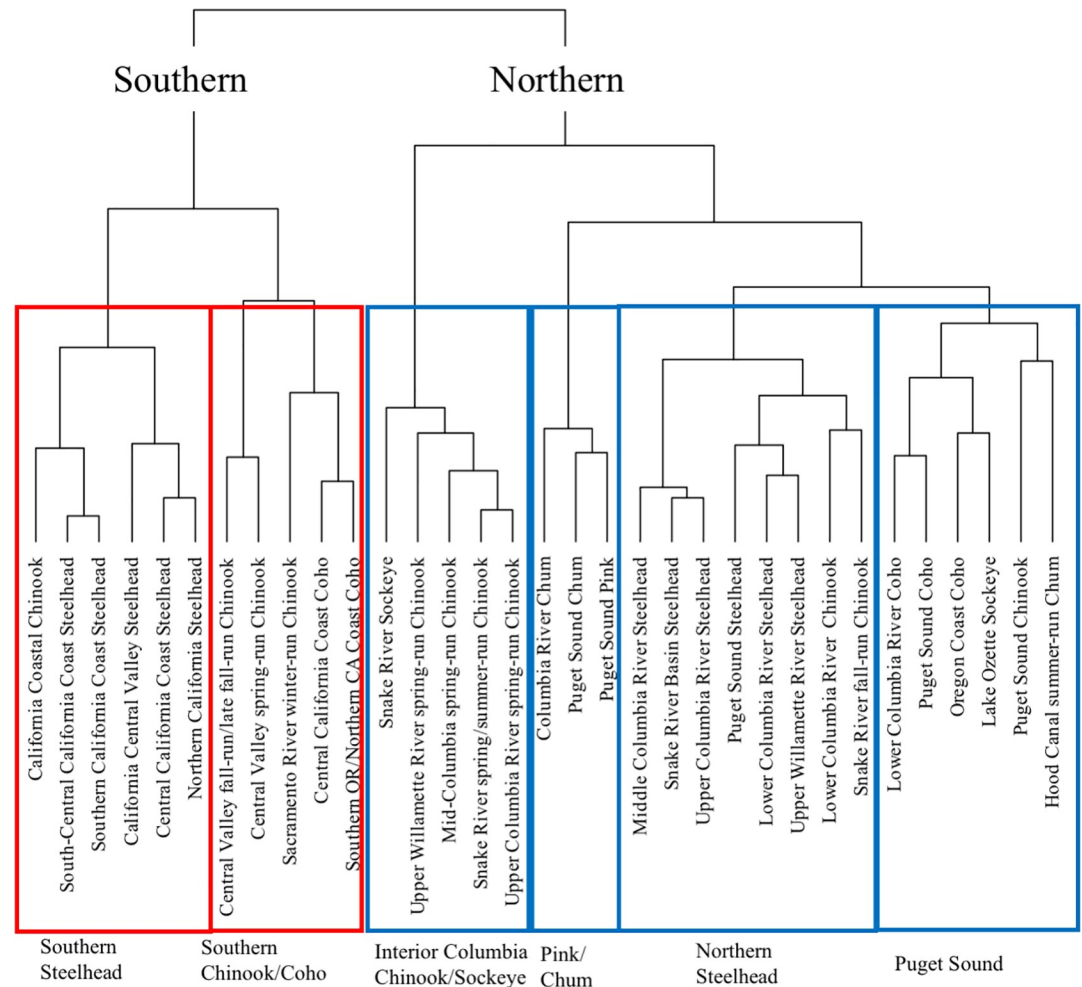 Southern
Northern
California Coastal Chinook
South-Central California Coast Steelhead
Southern California Coast Steelhead
California Central Valley Steelhead
Central California Coast Steelhead
Northern California Steelhead
Central Valley fall-run/late fall-run Chinook
Central Valley spring-run Chinook
Sacramento River winter-run Chinook
Central California Coast Coho
Southern OR/Northern CA Coast Coho
Snake River Sockeye
Upper Willamette River spring-run Chinook
Mid-Columbia spring-run Chinook
Snake River spring/summer-run Chinook
Upper Columbia River spring-run Chinook
Columbia River Chum
Puget Sound Chum
Puget Sound Pink
Middle Columbia River Steelhead
Snake River Basin Steelhead
Upper Columbia River Steelhead
Puget Sound Steelhead
Lower Columbia River Steelhead
Upper Willamette River Steelhead
Lower Columbia River Chinook
Snake River fall-run Chinook
Lower Columbia River Coho
Puget Sound Coho
Oregon Coast Coho
Lake Ozette Sockeye
Puget Sound Chinook
Hood Canal summer-run Chum
Southern
Steelhead
Southern
Chinook/Coho
Interior Columbia
Chinook/Sockeye
Pink/
Chum
Northern
Steelhead
Puget Sound